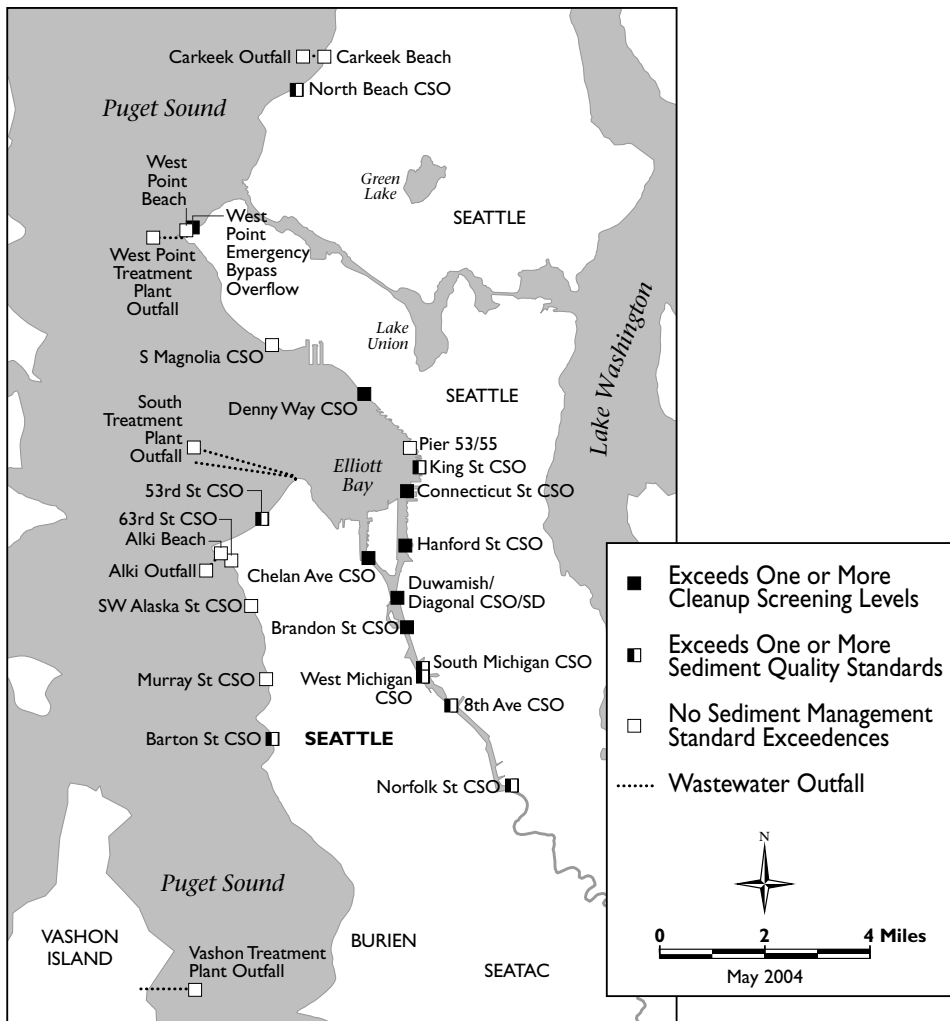 Carkeek Outfall
Carkeek Beach
North Beach CSO
Puget Sound
West
Point
Beach
Green
Lake
SEATTLE
West
Point
Emergency
Bypass
Overflow
West Point
Treatment
Plant
Outfall
Lake
Union
Lake Washington
S Magnolia CSO
SEATTLE
Denny Way CSO
South
Treatment
Plant
Outfall
Pier 53/55
King St CSO
Elliott
Bay
Connecticut St CSO
53rd St CSO
63rd St CSO
Alki Beach
Hanford St CSO
Alki Outfall
Chelan Ave CSO
Duwamish/
Diagonal CSO/SD
SW Alaska St CSO
Brandon St CSO
South Michigan CSO
West Michigan
CSO
Murray St CSO
8th Ave CSO
Barton St CSO
SEATTLE
Norfolk St CSO
Puget Sound
VASHON
ISLAND
BURIEN
Vashon Treatment
Plant Outfall
SEATAC
Exceeds One or More
Cleanup Screening Levels
Exceeds One or More
Sediment Quality Standards
No Sediment Management
Standard Exceedences
Wastewater Outfall
N
0 2 4 Miles
May 2004